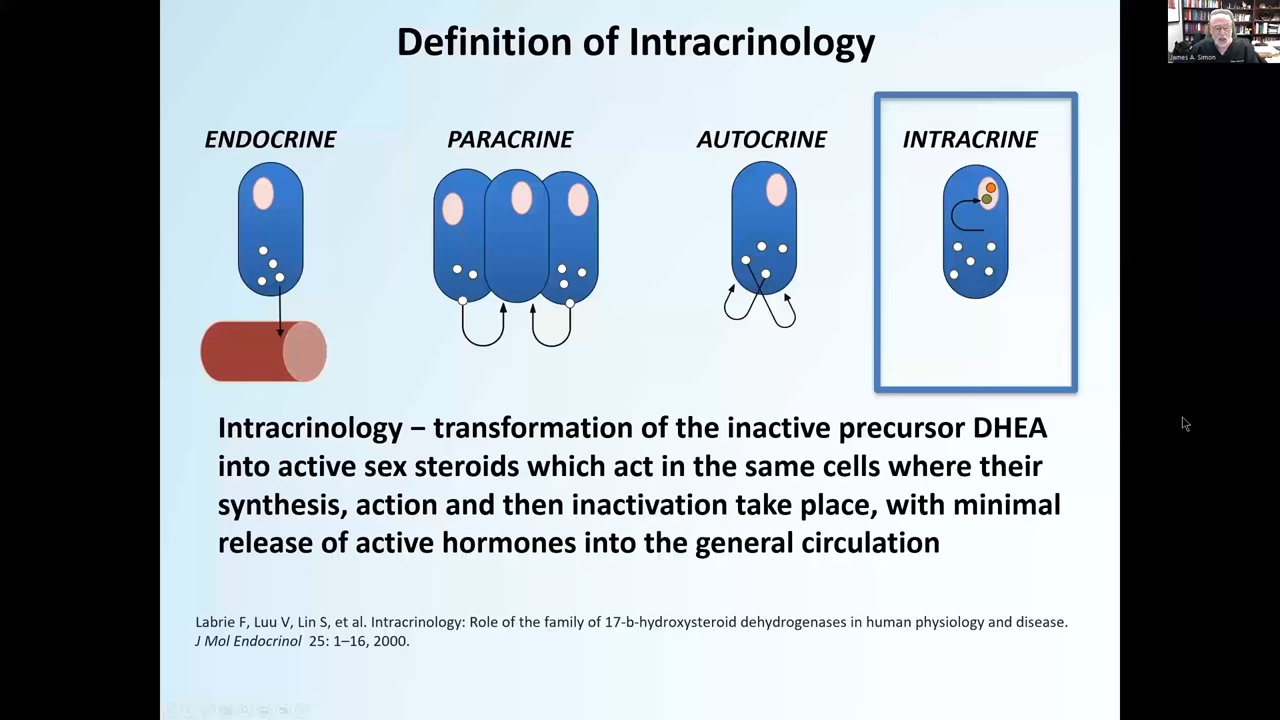 Definition of Intracrinology
James A. Simon
ENDOCRINE
PARACRINE
AUTOCRINE
INTRACRINE
Intracrinology – transformation of the inactive precursor DHEA
into active sex steroids which act in the same cells where their
synthesis, action and then inactivation take place, with minimal
release of active hormones into the general circulation
Labrie F, Luu V, Lin S, et al. Intracrinology: Role of the family of 17-b-hydroxysteroid dehydrogenases in human physiology and disease.
J Mol Endocrinol 25: 1–16, 2000.